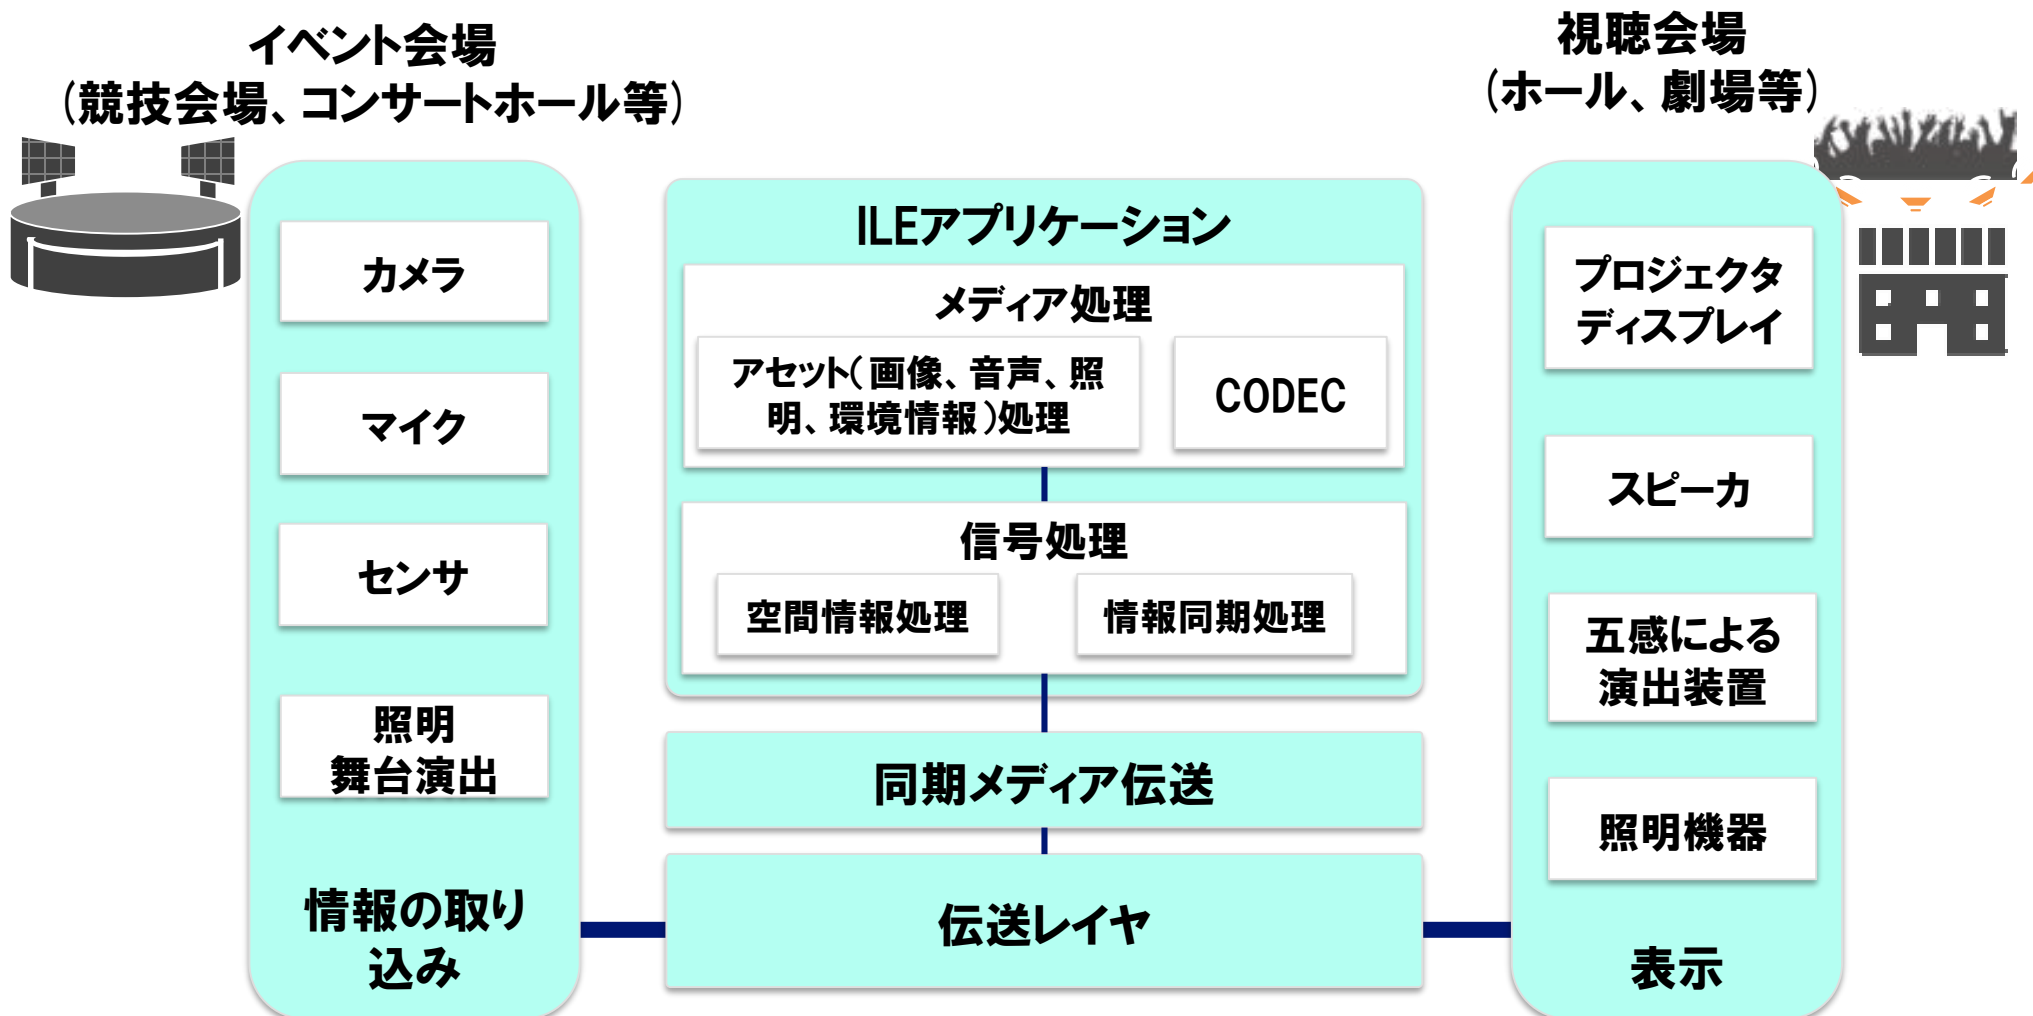 イベント会場
(競技会場、コンサートホール等)
カメラ
マイク
センサ
照明
舞台演出
情報の取り
込み
ILEアプリケーション
メディア処理
アセット(画像、音声、照
明、環境情報)処理
CODEC
信号処理
空間情報処理
情報同期処理
同期メディア伝送
伝送レイヤ
視聴会場
(ホール、劇場等)
プロジェクタ
ディスプレイ
スピーカ
五感による
演出装置
照明機器
表示